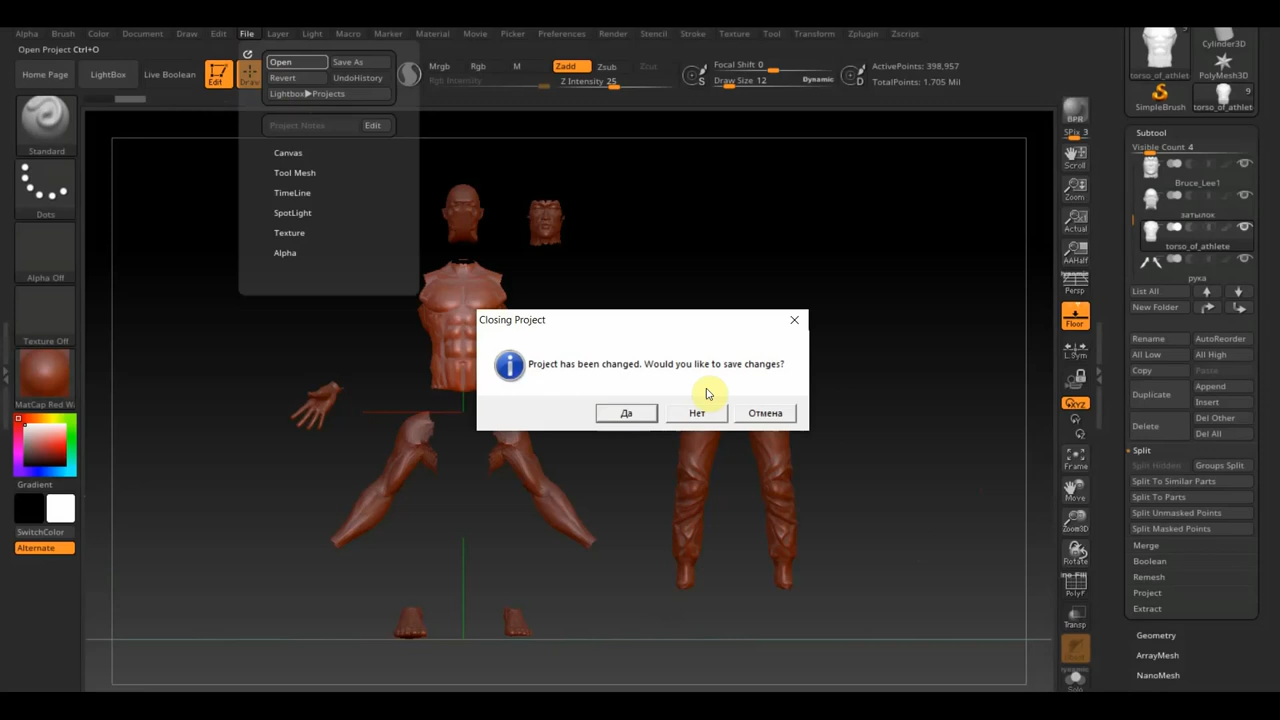 Alpha Brush Color Document Draw Edit File Layer Light Macro Marker Material Movie Picker Preferences Render Stencil Stroke Texture Tool Transform Zplugin Zscript
Open Project Ctrl+O
Home Page
LightBox
Live Boolean
Edit
Draw
Open
Save As
Revert
UndoHistory
Lightbox▶Projects
Project Notes
Edit
Canvas
Tool Mesh
TimeLine
SpotLight
Texture
Alpha
Mrgb
Rgb
M
Rgb Intensity
Zadd
Zsub
Zcut
Z Intensity 25
Focal Shift 0
Draw Size 12
Dynamic
S
D
ActivePoints: 398,957
TotalPoints: 1.705 Mil
Standard
Dots
Alpha Off
Texture Off
MatCap Red Wa
Gradient
SwitchColor
Alternate
Closing Project
Project has been changed. Would you like to save changes?
Да
Нет
Отмена
BPR
SPix 3
Scroll
Zoom
Actual
AAHalf
Dynamic
Persp
Floor
L.Sym
XYZ
Y
Z
Frame
Move
Zoom3D
Rotate
PolyF
Transp
Solo
9
torso_of_athlet
Cylinder3D
PolyMesh3D
SimpleBrush
9
torso_of_athlet
Subtool
Visible Count 4
Bruce_Lee1
затылок
torso_of_athlete
рука
List All
New Folder
Rename
AutoReorder
All Low
All High
Copy
Paste
Duplicate
Append
Insert
Delete
Del Other
Del All
Split
Split Hidden
Groups Split
Split To Similar Parts
Split To Parts
Split Unmasked Points
Split Masked Points
Merge
Boolean
Remesh
Project
Extract
Geometry
ArrayMesh
NanoMesh